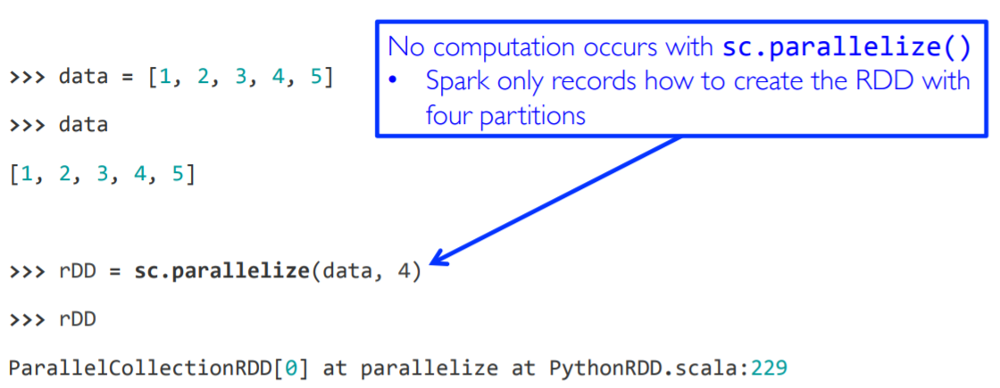 No computation occurs with sc.parallelize()
• Spark only records how to create the RDD with
four partitions
>>> data = [1, 2, 3, 4, 5]
>>> data
[1, 2, 3, 4, 5]
>>> rDD = sc.parallelize(data, 4)
>>> rDD
ParallelCollectionRDD[0] at parallelize at PythonRDD.scala:229